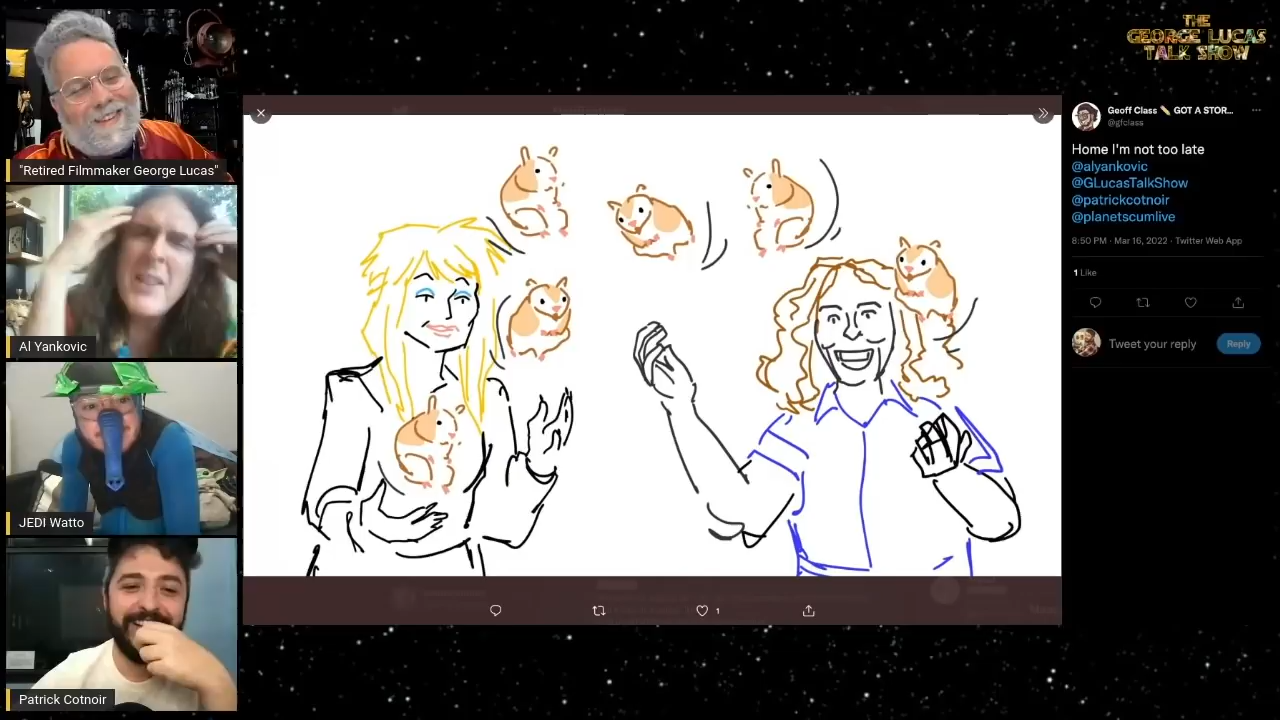 THE
GEORGE LUCAS
TALK SHOW
"Retired Filmmaker George Lucas"
Al Yankovic
JEDI Watto
Patrick Cotnoir
1
Geoff Class ✏️ GOT A STOR...
@gfclass
Home I'm not too late
@alyankovic
@GLucasTalkShow
@patrickcotnoir
@planetscumlive
8:50 PM · Mar 16, 2022 · Twitter Web App
1 Like
Tweet your reply
Reply